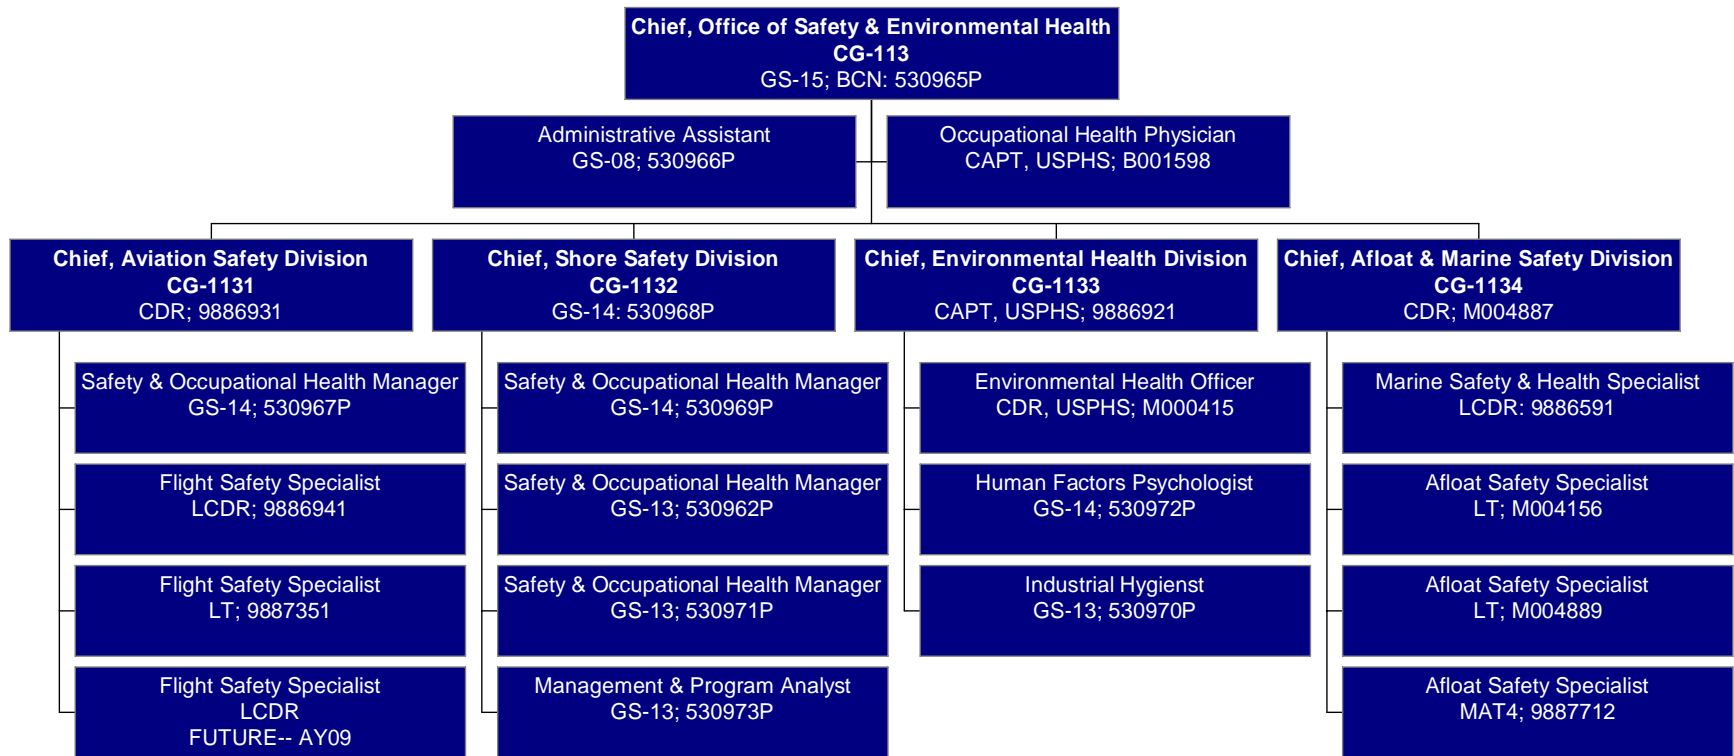 Chief, Office of Safety & Environmental Health
CG-113
GS-15; BCN: 530965P
Administrative Assistant
GS-08; 530966P
Occupational Health Physician
CAPT, USPHS; B001598
Chief, Aviation Safety Division
CG-1131
CDR; 9886931
Chief, Shore Safety Division
CG-1132
GS-14: 530968P
Chief, Environmental Health Division
CG-1133
CAPT, USPHS; 9886921
Chief, Afloat & Marine Safety Division
CG-1134
CDR; M004887
Safety & Occupational Health Manager
GS-14; 530967P
Flight Safety Specialist
LCDR; 9886941
Flight Safety Specialist
LT; 9887351
Flight Safety Specialist
LCDR
FUTURE-- AY09
Safety & Occupational Health Manager
GS-14; 530969P
Safety & Occupational Health Manager
GS-13; 530962P
Safety & Occupational Health Manager
GS-13; 530971P
Management & Program Analyst
GS-13; 530973P
Environmental Health Officer
CDR, USPHS; M000415
Human Factors Psychologist
GS-14; 530972P
Industrial Hygienst
GS-13; 530970P
Marine Safety & Health Specialist
LCDR: 9886591
Afloat Safety Specialist
LT; M004156
Afloat Safety Specialist
LT; M004889
Afloat Safety Specialist
MAT4; 9887712